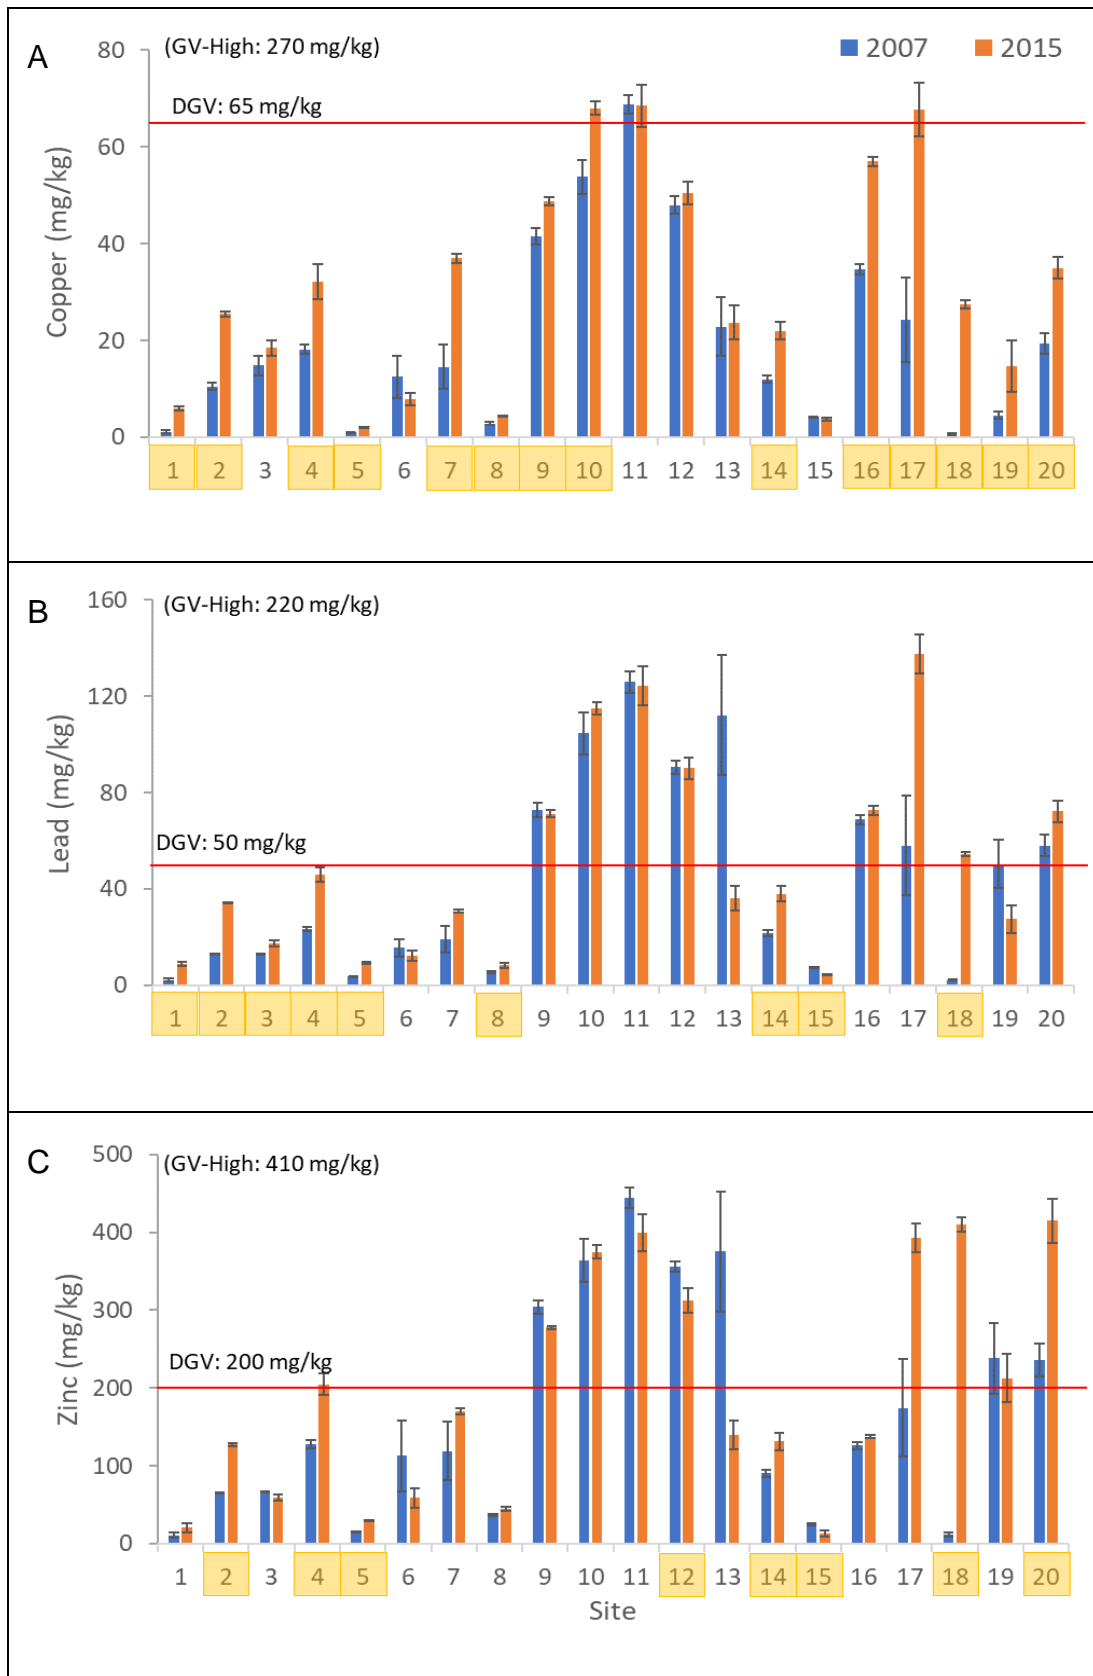 A
(GV-High: 270 mg/kg)
2007
2015
DGV: 65 mg/kg
Copper (mg/kg)
80
60
40
20
0
1 2 3 4 5 6 7 8 9 10 11 12 13 14 15 16 17 18 19 20
B
(GV-High: 220 mg/kg)
DGV: 50 mg/kg
Lead (mg/kg)
160
120
80
40
0
1 2 3 4 5 6 7 8 9 10 11 12 13 14 15 16 17 18 19 20
C
(GV-High: 410 mg/kg)
DGV: 200 mg/kg
Zinc (mg/kg)
500
400
300
200
100
0
1 2 3 4 5 6 7 8 9 10 11 12 13 14 15 16 17 18 19 20
Site